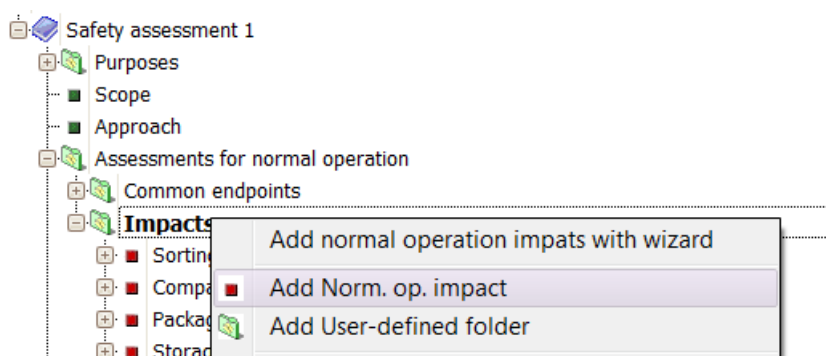 Safety assessment 1
Purposes
Scope
Approach
Assessments for normal operation
Common endpoints
Impacts
Add normal operation impats with wizard
Add Norm. op. impact
Add User-defined folder